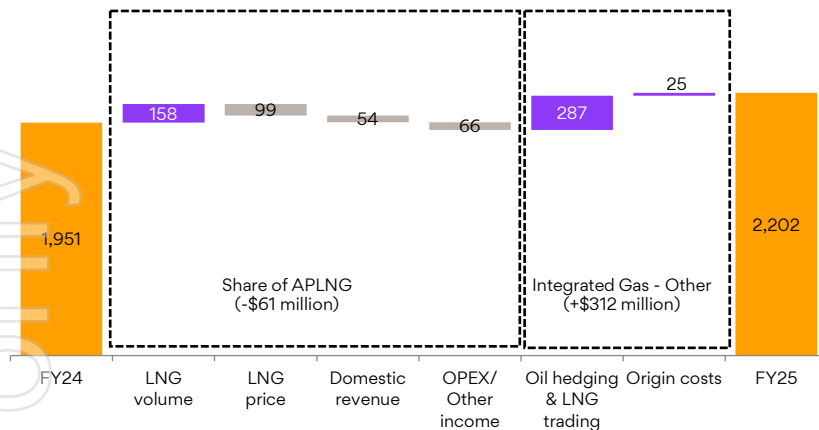 25
158
99
54
66
287
1,951
2,202
Share of APLNG
(-$61 million)
Integrated Gas - Other
(+$312 million)
FY24
LNG
volume
LNG
price
Domestic
revenue
OPEX/
Other
income
Oil hedging
& LNG
trading
Origin costs
FY25